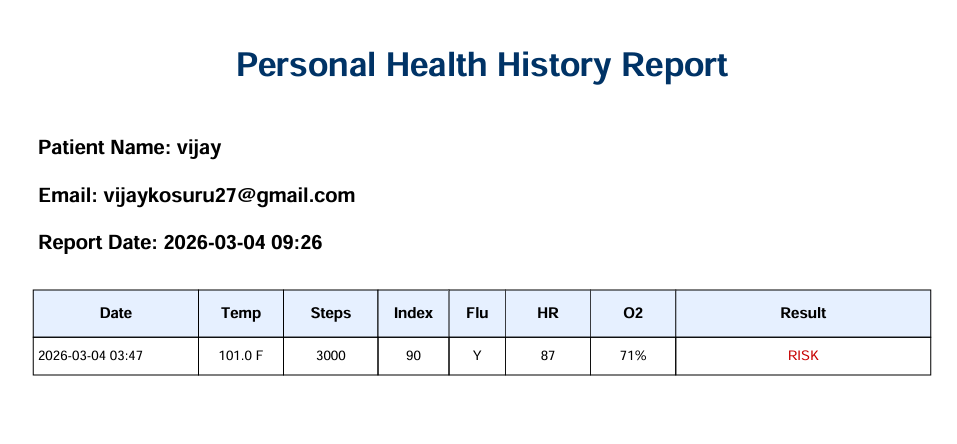 Personal Health History Report
Patient Name: vijay
Email: vijaykosuru27@gmail.com
Report Date: 2026-03-04 09:26
Date Temp Steps Index Flu HR O2 Result
2026-03-04 03:47 101.0 F 3000 90 Y 87 71% RISK